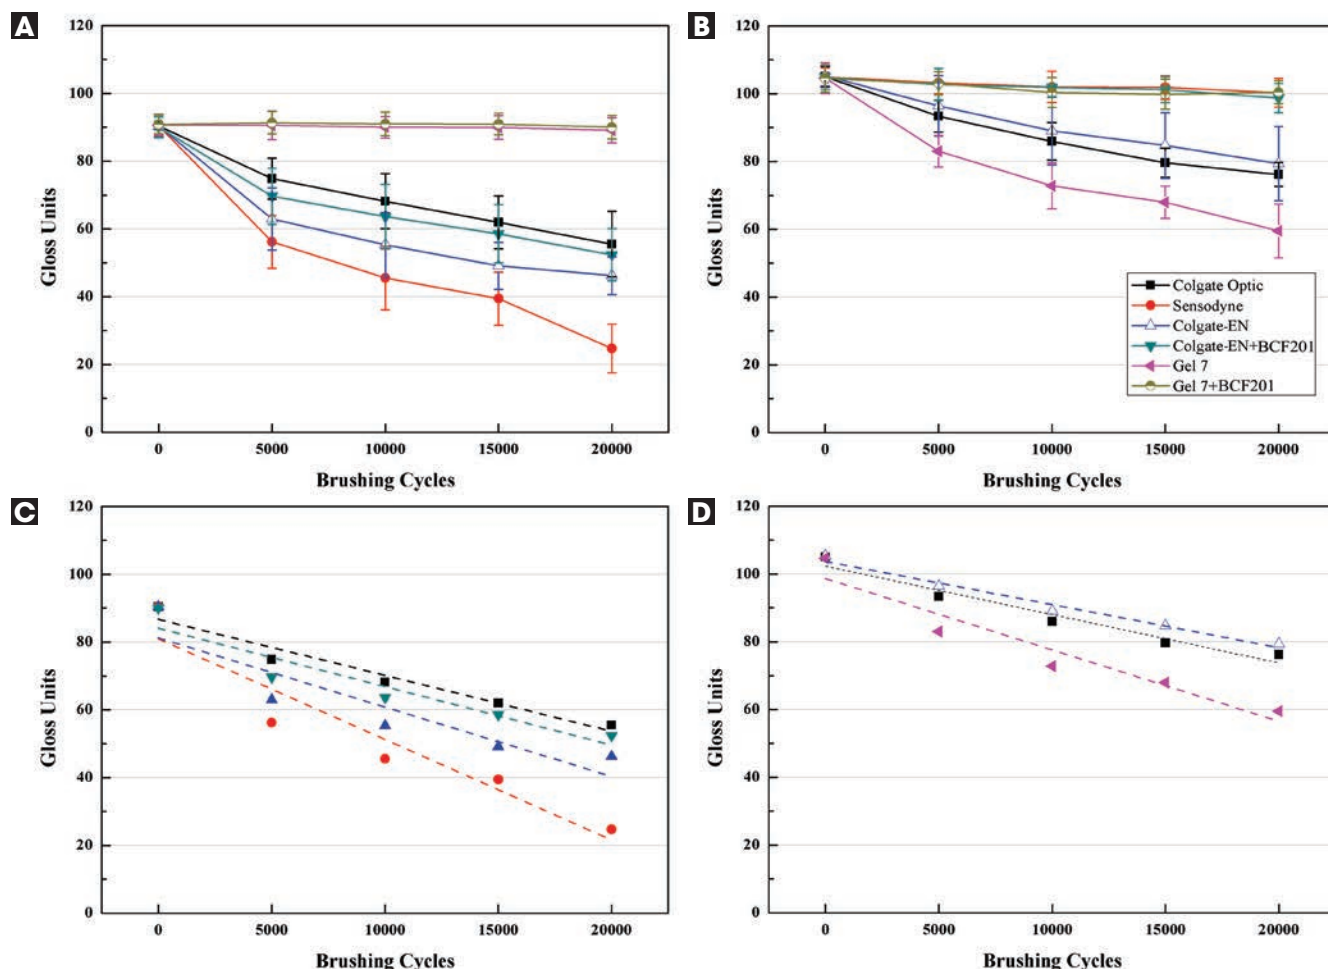 A
120
100
80
60
40
20
0
Gloss Units
0 5000 10000 15000 20000
Brushing Cycles
B
120
100
80
60
40
20
0
Gloss Units
0 5000 10000 15000 20000
Brushing Cycles
Colgate Optic
Sensodyne
Colgate-EN
Colgate-EN+BCF201
Gel 7
Gel 7+BCF201
C
120
100
80
60
40
20
0
Gloss Units
0 5000 10000 15000 20000
Brushing Cycles
D
120
100
80
60
40
20
0
Gloss Units
0 5000 10000 15000 20000
Brushing Cycles